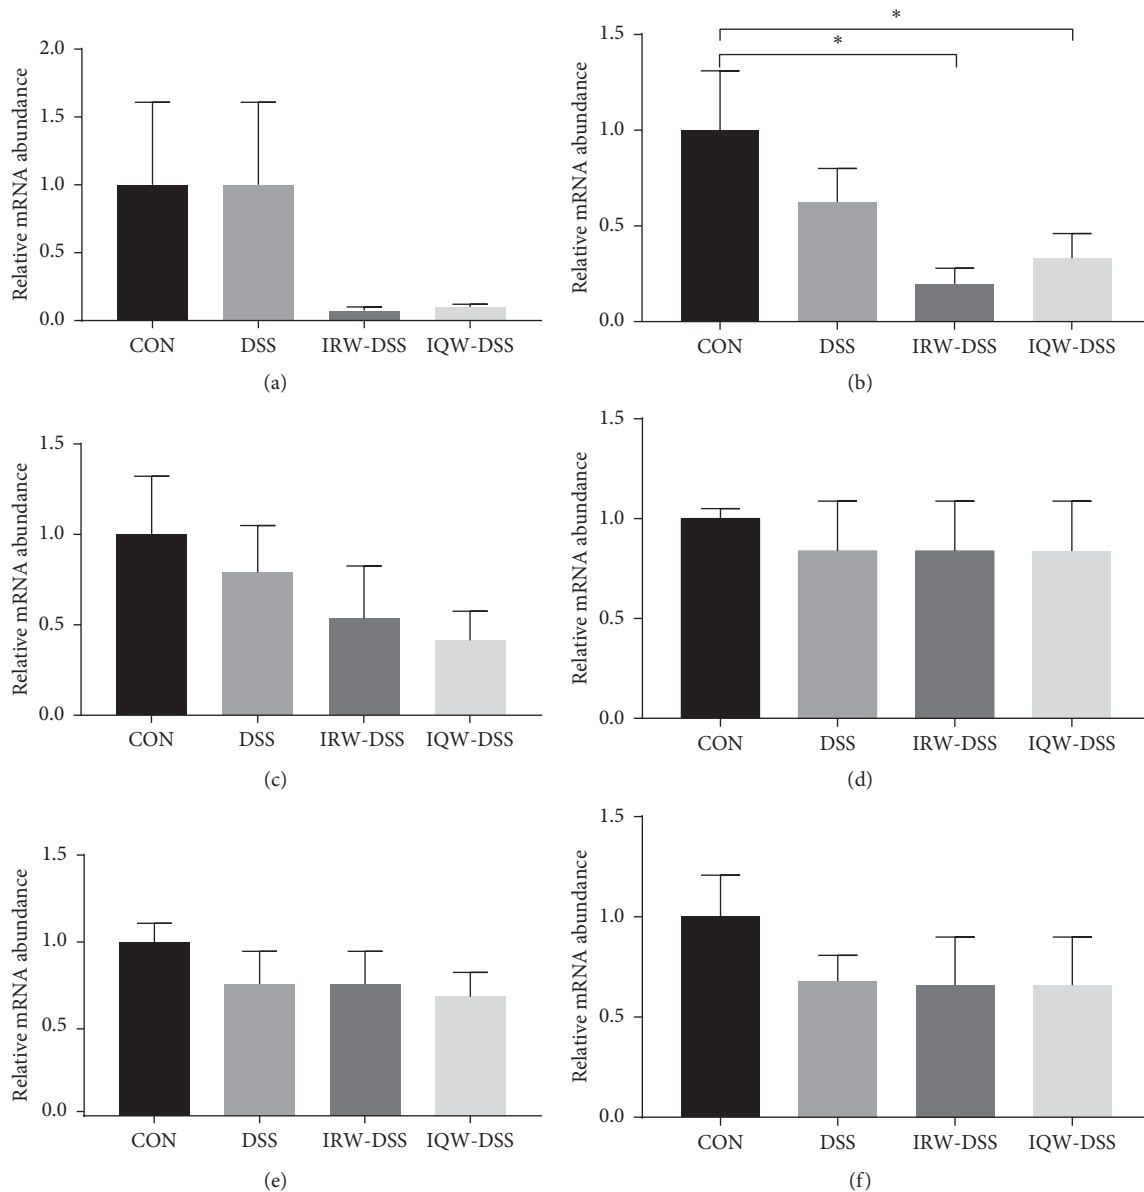 Relative mRNA abundance
2.0
1.5
1.0
0.5
0.0
CON DSS IRW-DSS IQW-DSS
(a)
* 
*
Relative mRNA abundance
1.5
1.0
0.5
0.0
CON DSS IRW-DSS IQW-DSS
(b)
Relative mRNA abundance
1.5
1.0
0.5
0.0
CON DSS IRW-DSS IQW-DSS
(c)
Relative mRNA abundance
1.5
1.0
0.5
0.0
CON DSS IRW-DSS IQW-DSS
(d)
Relative mRNA abundance
1.5
1.0
0.5
0.0
CON DSS IRW-DSS IQW-DSS
(e)
Relative mRNA abundance
1.5
1.0
0.5
0.0
CON DSS IRW-DSS IQW-DSS
(f)